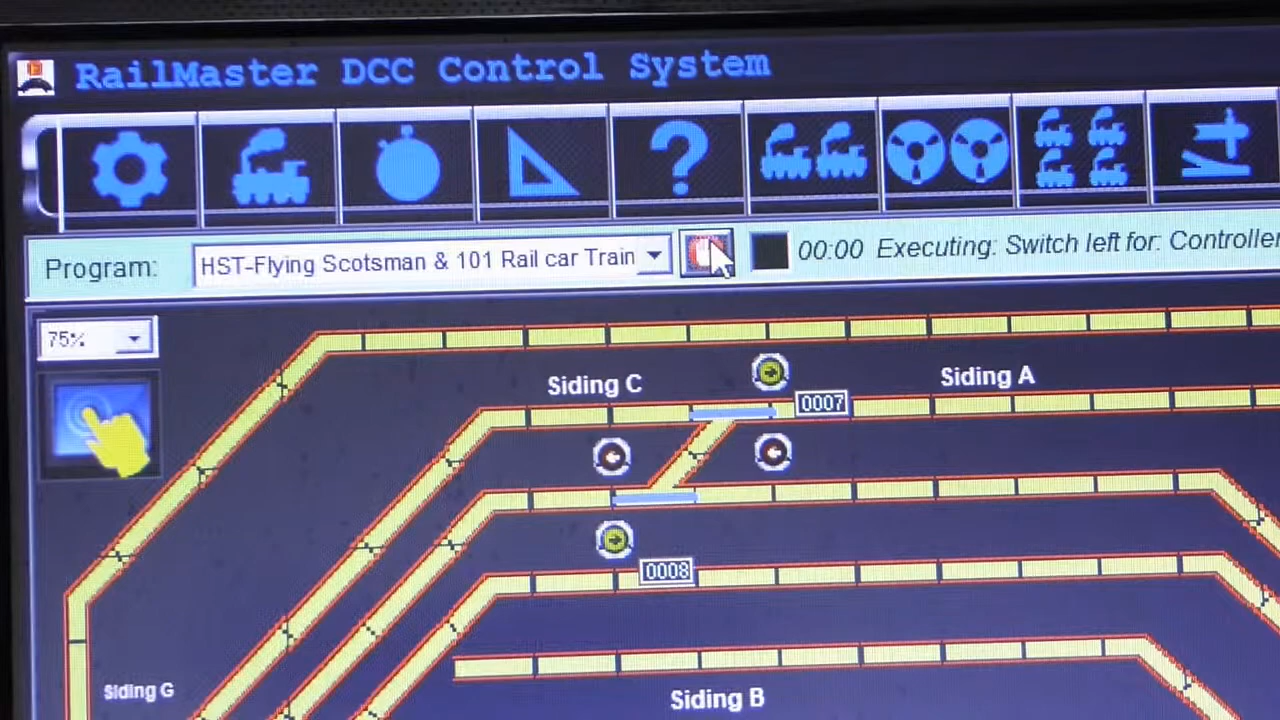 RailMaster DCC Control System
Program: HST-Flying Scotsman & 101 Rail car Train 00:00 Executing: Switch left for: Controller
75%
Siding C
Siding A
0007
0008
Siding G
Siding B